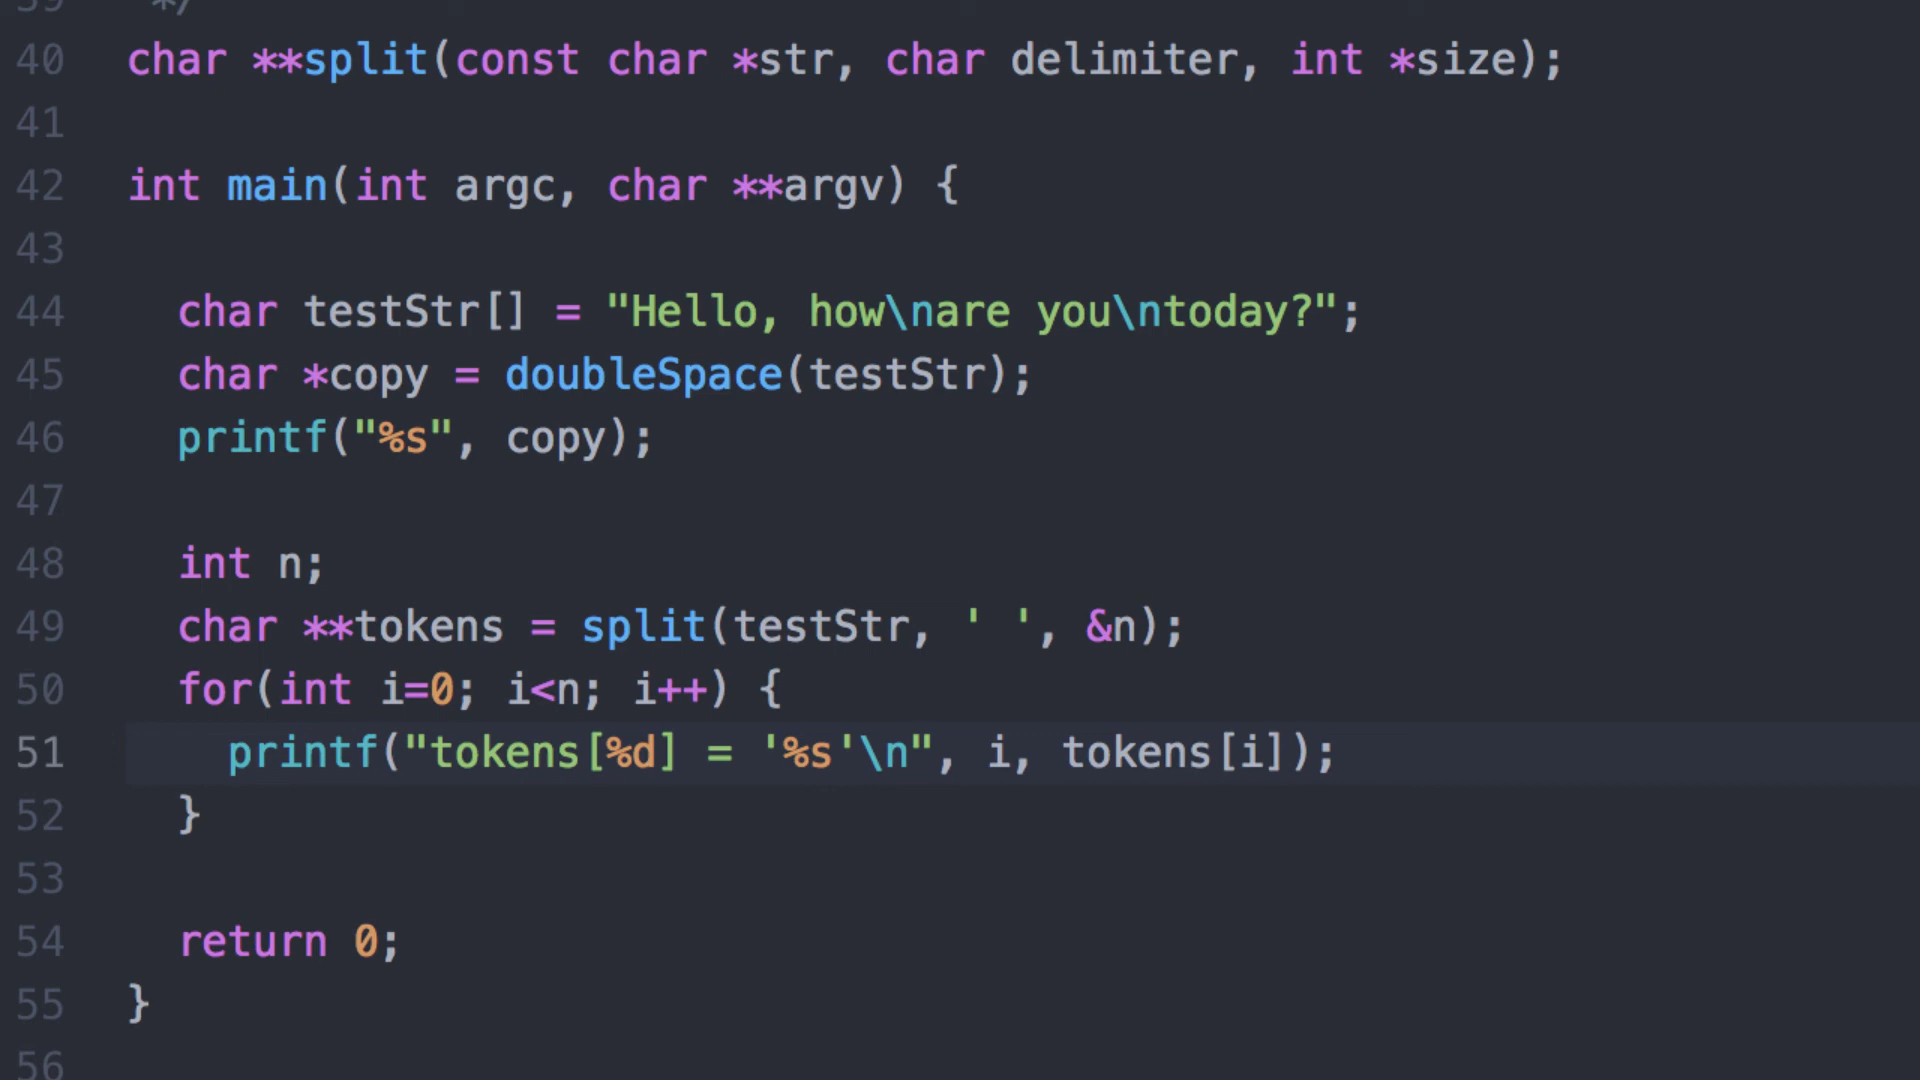 39 */
40 char **split(const char *str, char delimiter, int *size);
41
42 int main(int argc, char **argv) {
43
44 char testStr[] = "Hello, how\nare you\ntoday?";
45 char *copy = doubleSpace(testStr);
46 printf("%s", copy);
47
48 int n;
49 char **tokens = split(testStr, ' ', &n);
50 for(int i=0; i<n; i++) {
51 printf("tokens[%d] = '%s'\n", i, tokens[i]);
52 }
53
54 return 0;
55 }
56